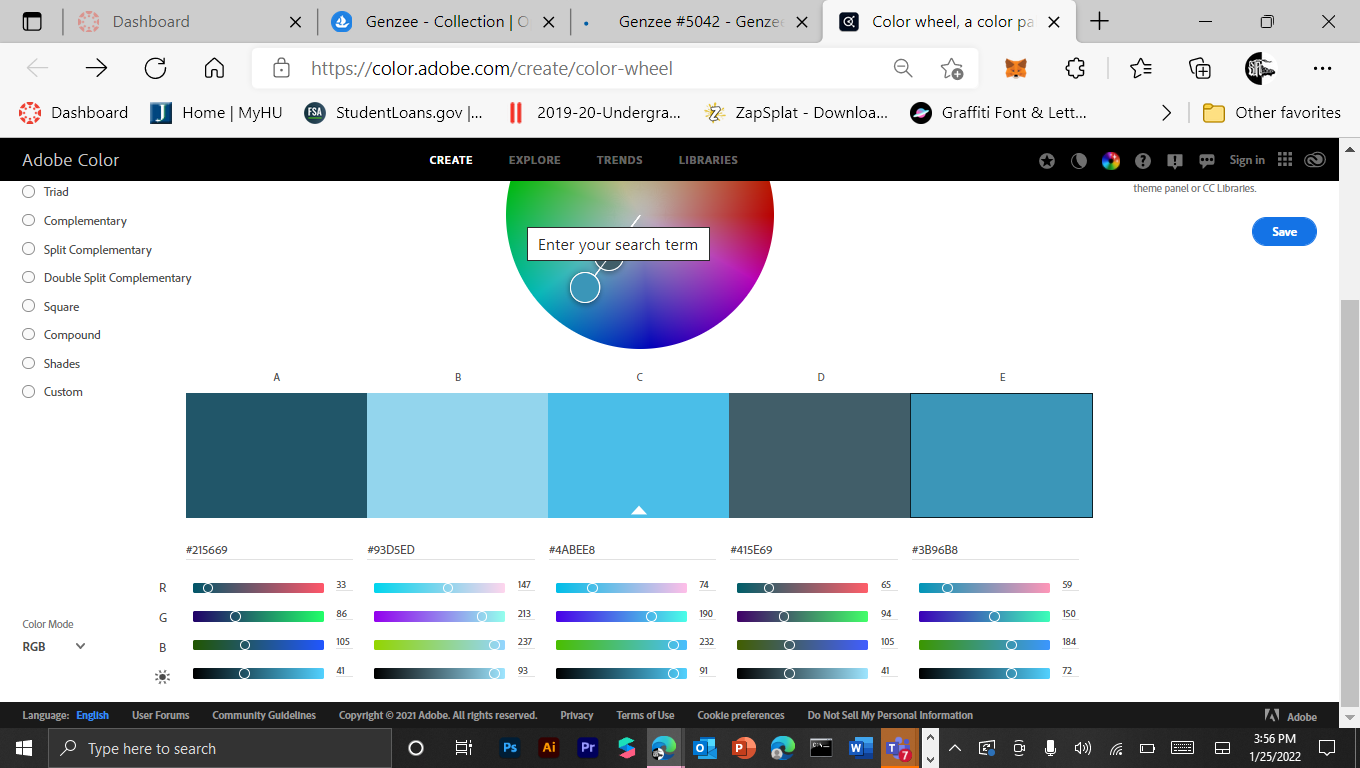 Dashboard
Genzee - Collection | O
Genzee #5042 - Genzee
Color wheel, a color pa
https://color.adobe.com/create/color-wheel
Dashboard
Home | MyHU
FSA
StudentLoans.gov |...
2019-20-Undergra...
ZapSplat - Downloa...
Graffiti Font & Lett...
Other favorites
Adobe Color
CREATE
EXPLORE
TRENDS
LIBRARIES
Sign in
Triad
theme panel or CC Libraries.
Complementary
Save
Enter your search term
Split Complementary
Double Split Complementary
Square
Compound
Shades
Custom
A B C D E
#215669 #93D5ED #4ABEE8 #415E69 #3B96B8
R 33 147 74 65 59
G 86 213 190 94 150
Color Mode
RGB
B 105 237 232 105 184
41 93 91 41 72
Language: English
User Forums
Community Guidelines
Copyright © 2021 Adobe. All rights reserved.
Privacy
Terms of Use
Cookie preferences
Do Not Sell My Personal Information
Adobe
Type here to search
Ps
Ai
Pr
7
3:56 PM
1/25/2022